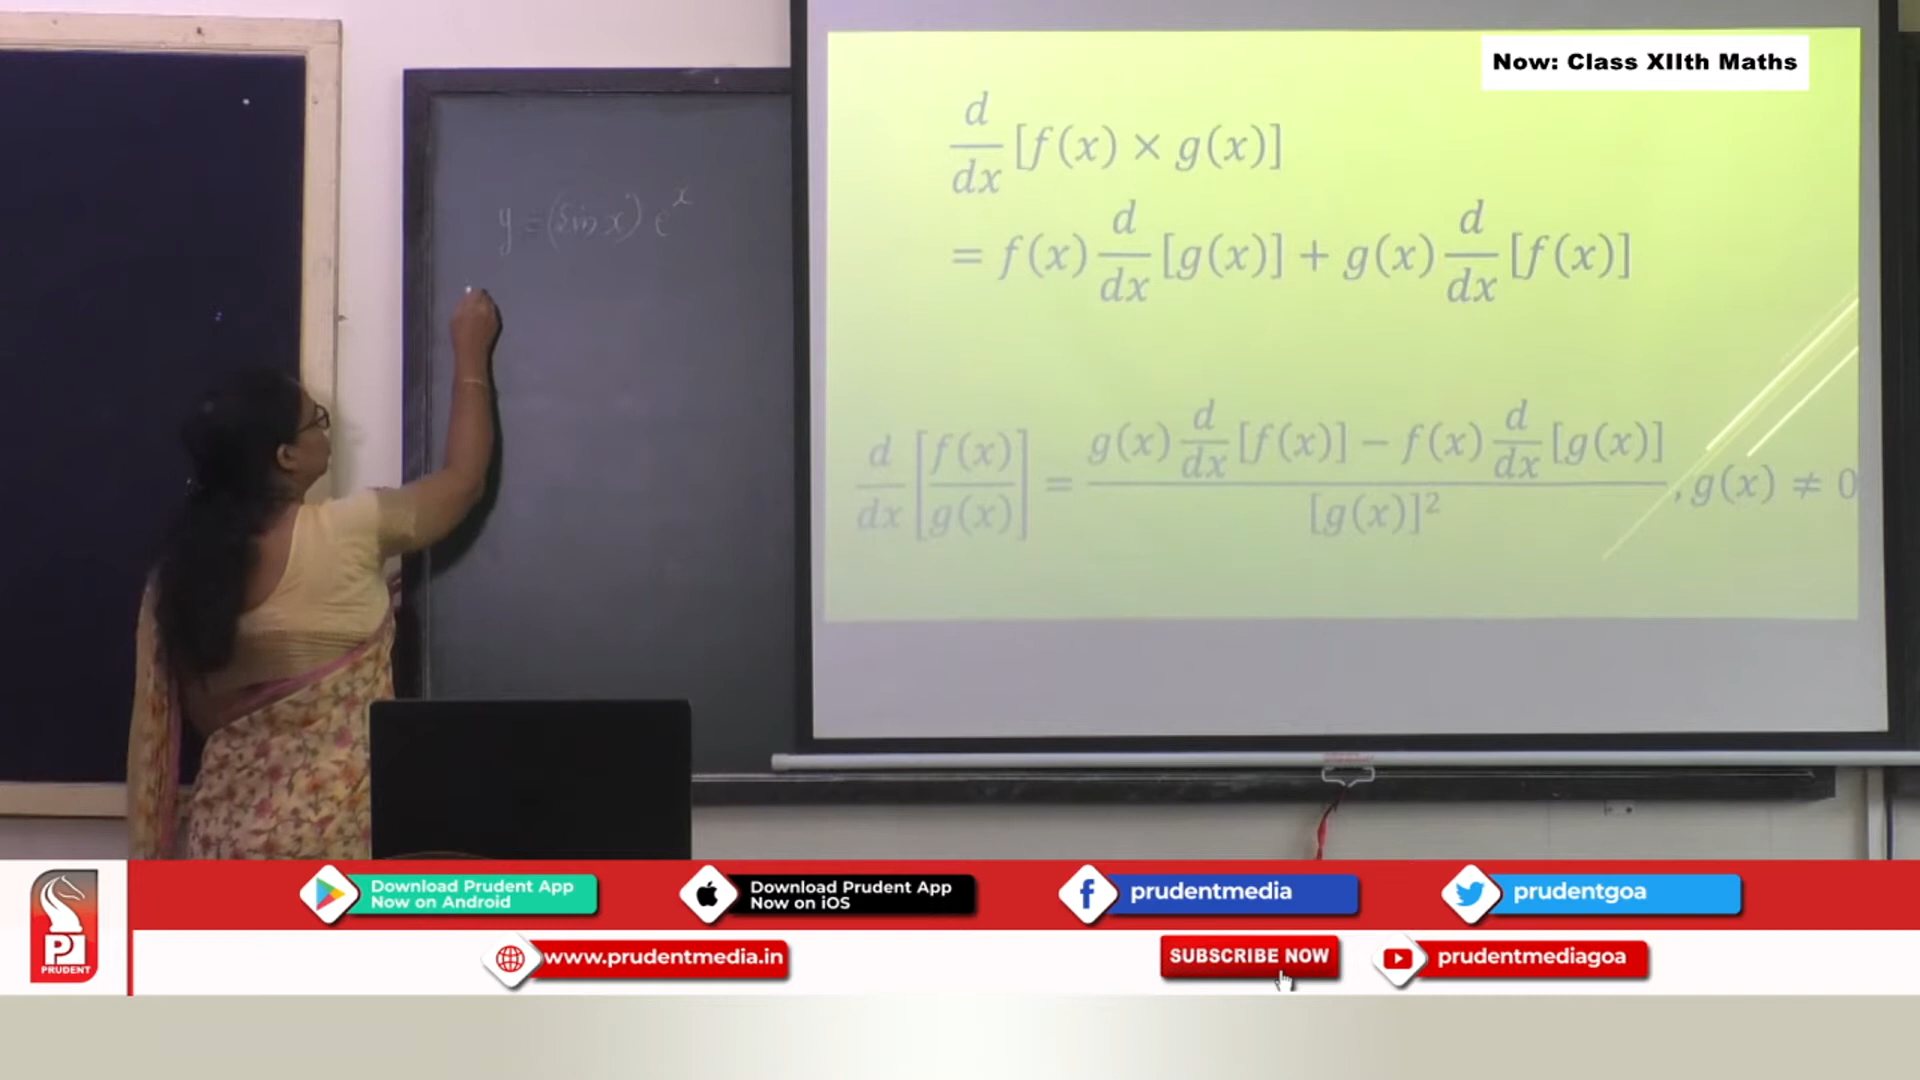 Now: Class XIIth Maths
y = (sin x) e^x
d/dx [f(x) × g(x)]
= f(x) d/dx [g(x)] + g(x) d/dx [f(x)]
d/dx [f(x)/g(x)] = (g(x) d/dx [f(x)] − f(x) d/dx [g(x)]) / [g(x)]², g(x) ≠ 0
Download Prudent App
Now on Android
Download Prudent App
Now on iOS
prudentmedia
prudentgoa
PRUDENT
www.prudentmedia.in
SUBSCRIBE NOW
prudentmediagoa